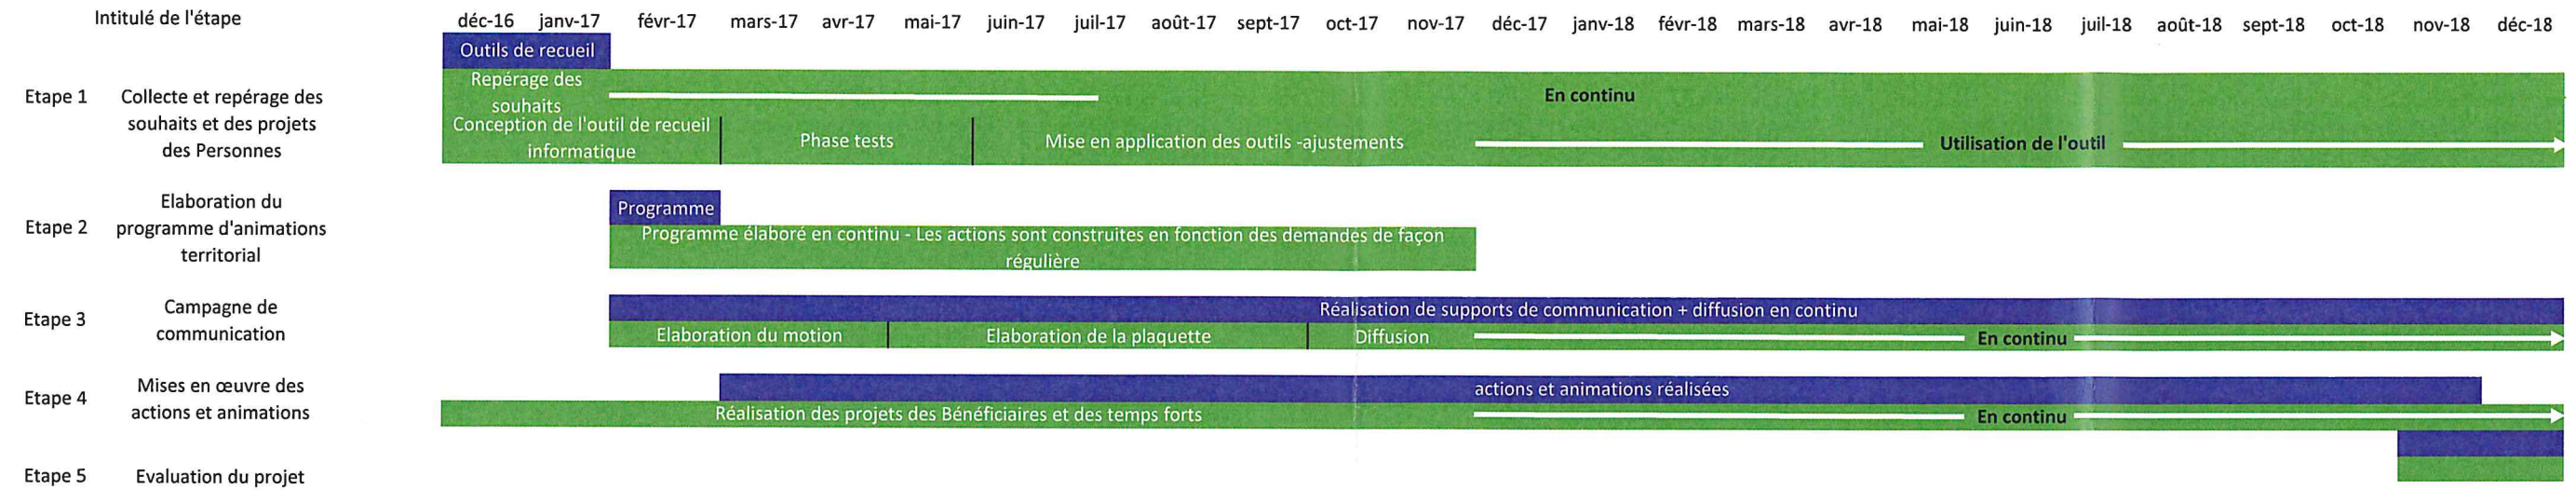 Intitulé de l'étape
déc-16 janv-17 févr-17 mars-17 avr-17 mai-17 juin-17 juil-17 août-17 sept-17 oct-17 nov-17 déc-17 janv-18 févr-18 mars-18 avr-18 mai-18 juin-18 juil-18 août-18 sept-18 oct-18 nov-18 déc-18
Outils de recueil
Etape 1
Collecte et repérage des
souhaits et des projets
des Personnes
Repérage des
souhaits
En continu
Conception de l'outil de recueil
informatique
Phase tests
Mise en application des outils -ajustements
Utilisation de l'outil
Etape 2
Elaboration du
programme d'animations
territorial
Programme
Programme élaboré en continu - Les actions sont construites en fonction des demandes de façon
régulière
Etape 3
Campagne de
communication
Réalisation de supports de communication + diffusion en continu
Elaboration du motion
Elaboration de la plaquette
Diffusion
En continu
Etape 4
Mises en œuvre des
actions et animations
actions et animations réalisées
Réalisation des projets des Bénéficiaires et des temps forts
En continu
Etape 5
Evaluation du projet